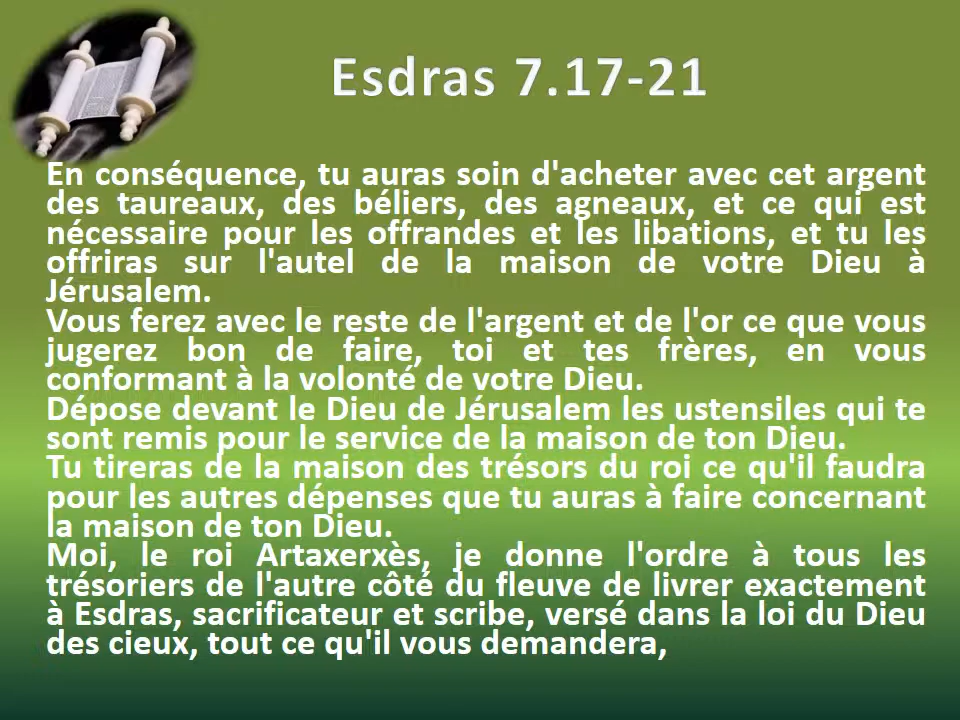 Esdras 7.17-21
En conséquence, tu auras soin d'acheter avec cet argent
des taureaux, des béliers, des agneaux, et ce qui est
nécessaire pour les offrandes et les libations, et tu les
offriras sur l'autel de la maison de votre Dieu à
Jérusalem.
Vous ferez avec le reste de l'argent et de l'or ce que vous
jugerez bon de faire, toi et tes frères, en vous
conformant à la volonté de votre Dieu.
Dépose devant le Dieu de Jérusalem les ustensiles qui te
sont remis pour le service de la maison de ton Dieu.
Tu tireras de la maison des trésors du roi ce qu'il faudra
pour les autres dépenses que tu auras à faire concernant
la maison de ton Dieu.
Moi, le roi Artaxerxès, je donne l'ordre à tous les
trésoriers de l'autre côté du fleuve de livrer exactement
à Esdras, sacrificateur et scribe, versé dans la loi du Dieu
des cieux, tout ce qu'il vous demandera,